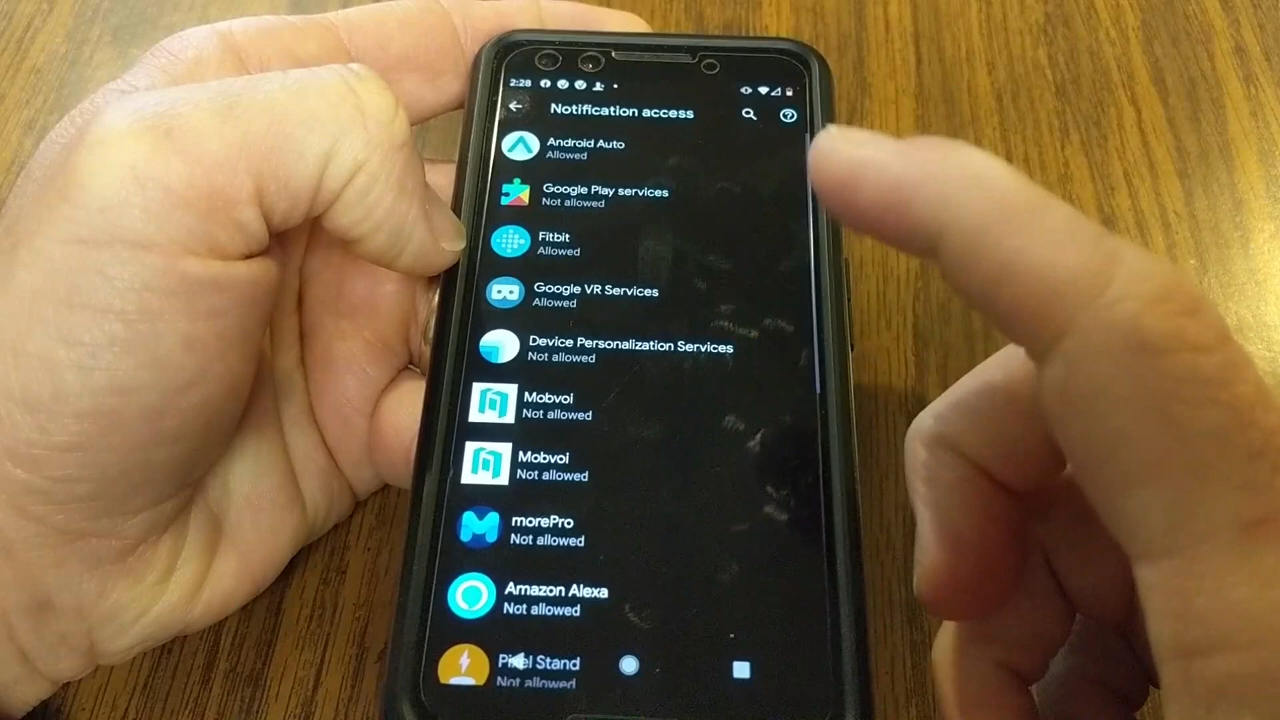 2:28
Notification access
Android Auto
Allowed
Google Play services
Not allowed
Fitbit
Allowed
Google VR Services
Allowed
Device Personalization Services
Not allowed
Mobvoi
Not allowed
Mobvoi
Not allowed
morePro
Not allowed
Amazon Alexa
Not allowed
Pixel Stand
Not allowed